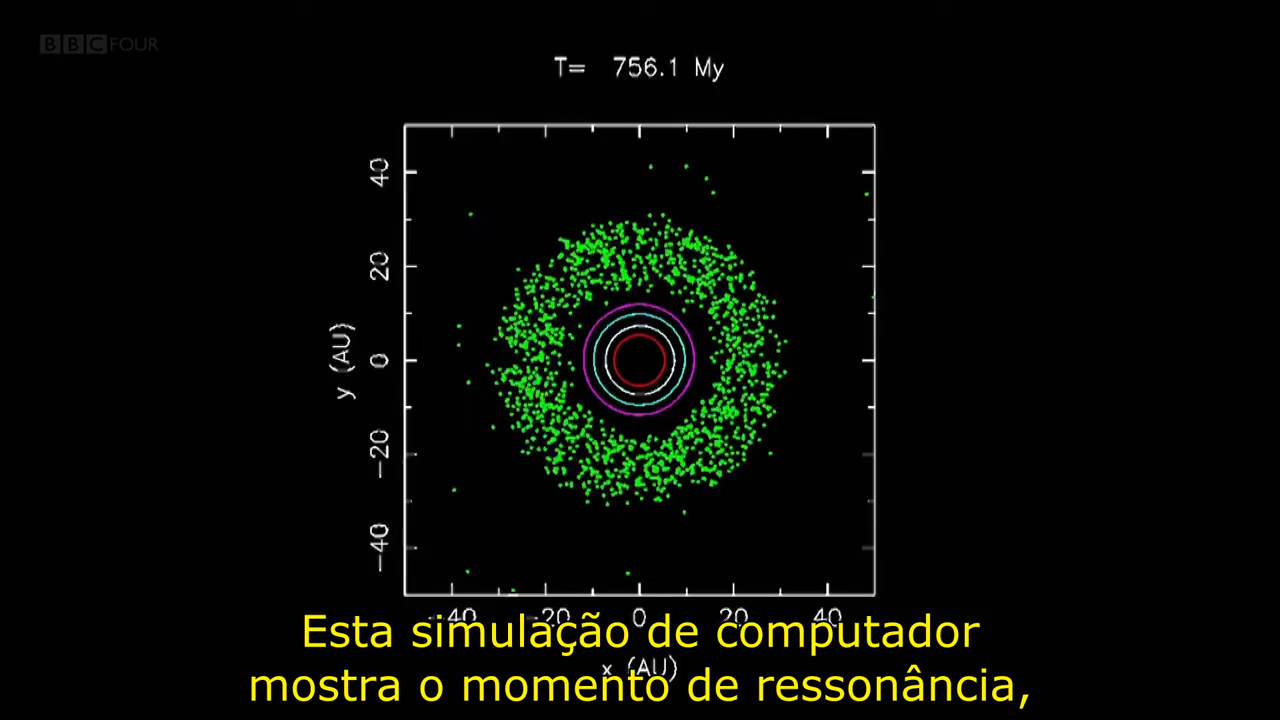 BBC FOUR
T= 756.1 My
40
20
0
−20
−40
y (AU)
−40 −20 0 20 40
x (AU)
Esta simulação de computador
mostra o momento de ressonância,